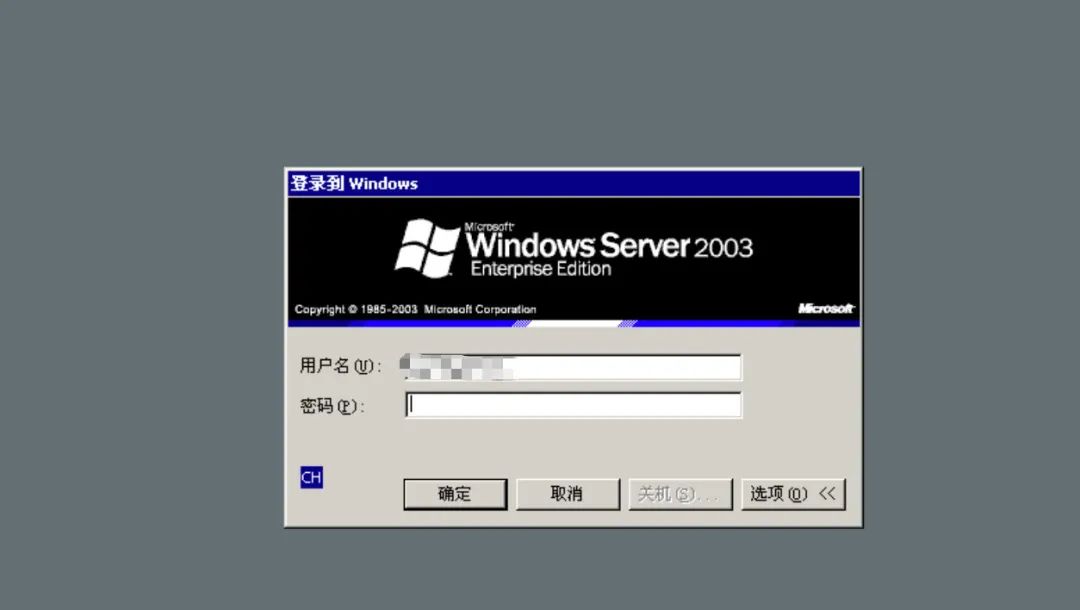 登录到 Windows
Microsoft
Windows Server 2003
Enterprise Edition
Copyright © 1985-2003 Microsoft Corporation Microsoft
用户名(U):
密码(P):
CH
确定 取消 关机(S)... 选项(O) <<